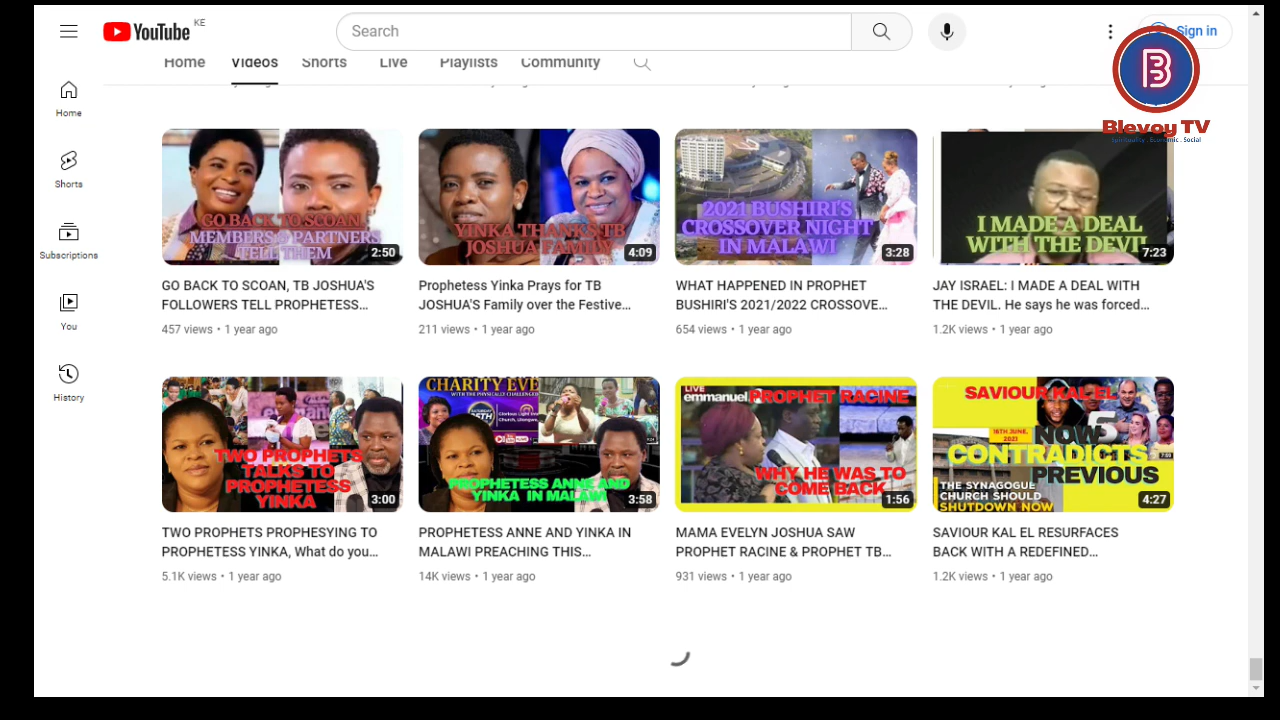 YouTube KE
Search
Sign in
Home
Videos
Shorts
Live
Playlists
Community
Blevoy TV
Home
Shorts
Subscriptions
You
History
GO BACK TO SCOAN
MEMBERS & PARTNERS
TELL THEM
2:50
YINKA THANKS TB
JOSHUA FAMILY
4:09
2021 BUSHIRI'S
CROSSOVER NIGHT
IN MALAWI
3:28
I MADE A DEAL
WITH THE DEVIL
7:23
GO BACK TO SCOAN, TB JOSHUA'S
FOLLOWERS TELL PROPHETESS...
457 views • 1 year ago
Prophetess Yinka Prays for TB
JOSHUA'S Family over the Festive...
211 views • 1 year ago
WHAT HAPPENED IN PROPHET
BUSHIRI'S 2021/2022 CROSSOVE...
654 views • 1 year ago
JAY ISRAEL: I MADE A DEAL WITH
THE DEVIL. He says he was forced...
1.2K views • 1 year ago
TWO PROPHETS
TALKS TO
PROPHETESS
YINKA
3:00
CHARITY EVE
WITH THE PHYSICALLY CHALLENGED
PROPHETESS ANNE AND
YINKA IN MALAWI
3:58
LIVE
emmanuel
PROPHET RACINE
WHY HE WAS TO
COME BACK
1:56
SAVIOUR KAL'EL
16TH JUNE,
2021
NOW
CONTRADICTS
PREVIOUS
THE SYNAGOGUE
CHURCH SHOULD
SHUTDOWN NOW
4:27
TWO PROPHETS PROPHESYING TO
PROPHETESS YINKA, What do you...
5.1K views • 1 year ago
PROPHETESS ANNE AND YINKA IN
MALAWI PREACHING THIS...
14K views • 1 year ago
MAMA EVELYN JOSHUA SAW
PROPHET RACINE & PROPHET TB...
931 views • 1 year ago
SAVIOUR KAL EL RESURFACES
BACK WITH A REDEFINED...
1.2K views • 1 year ago